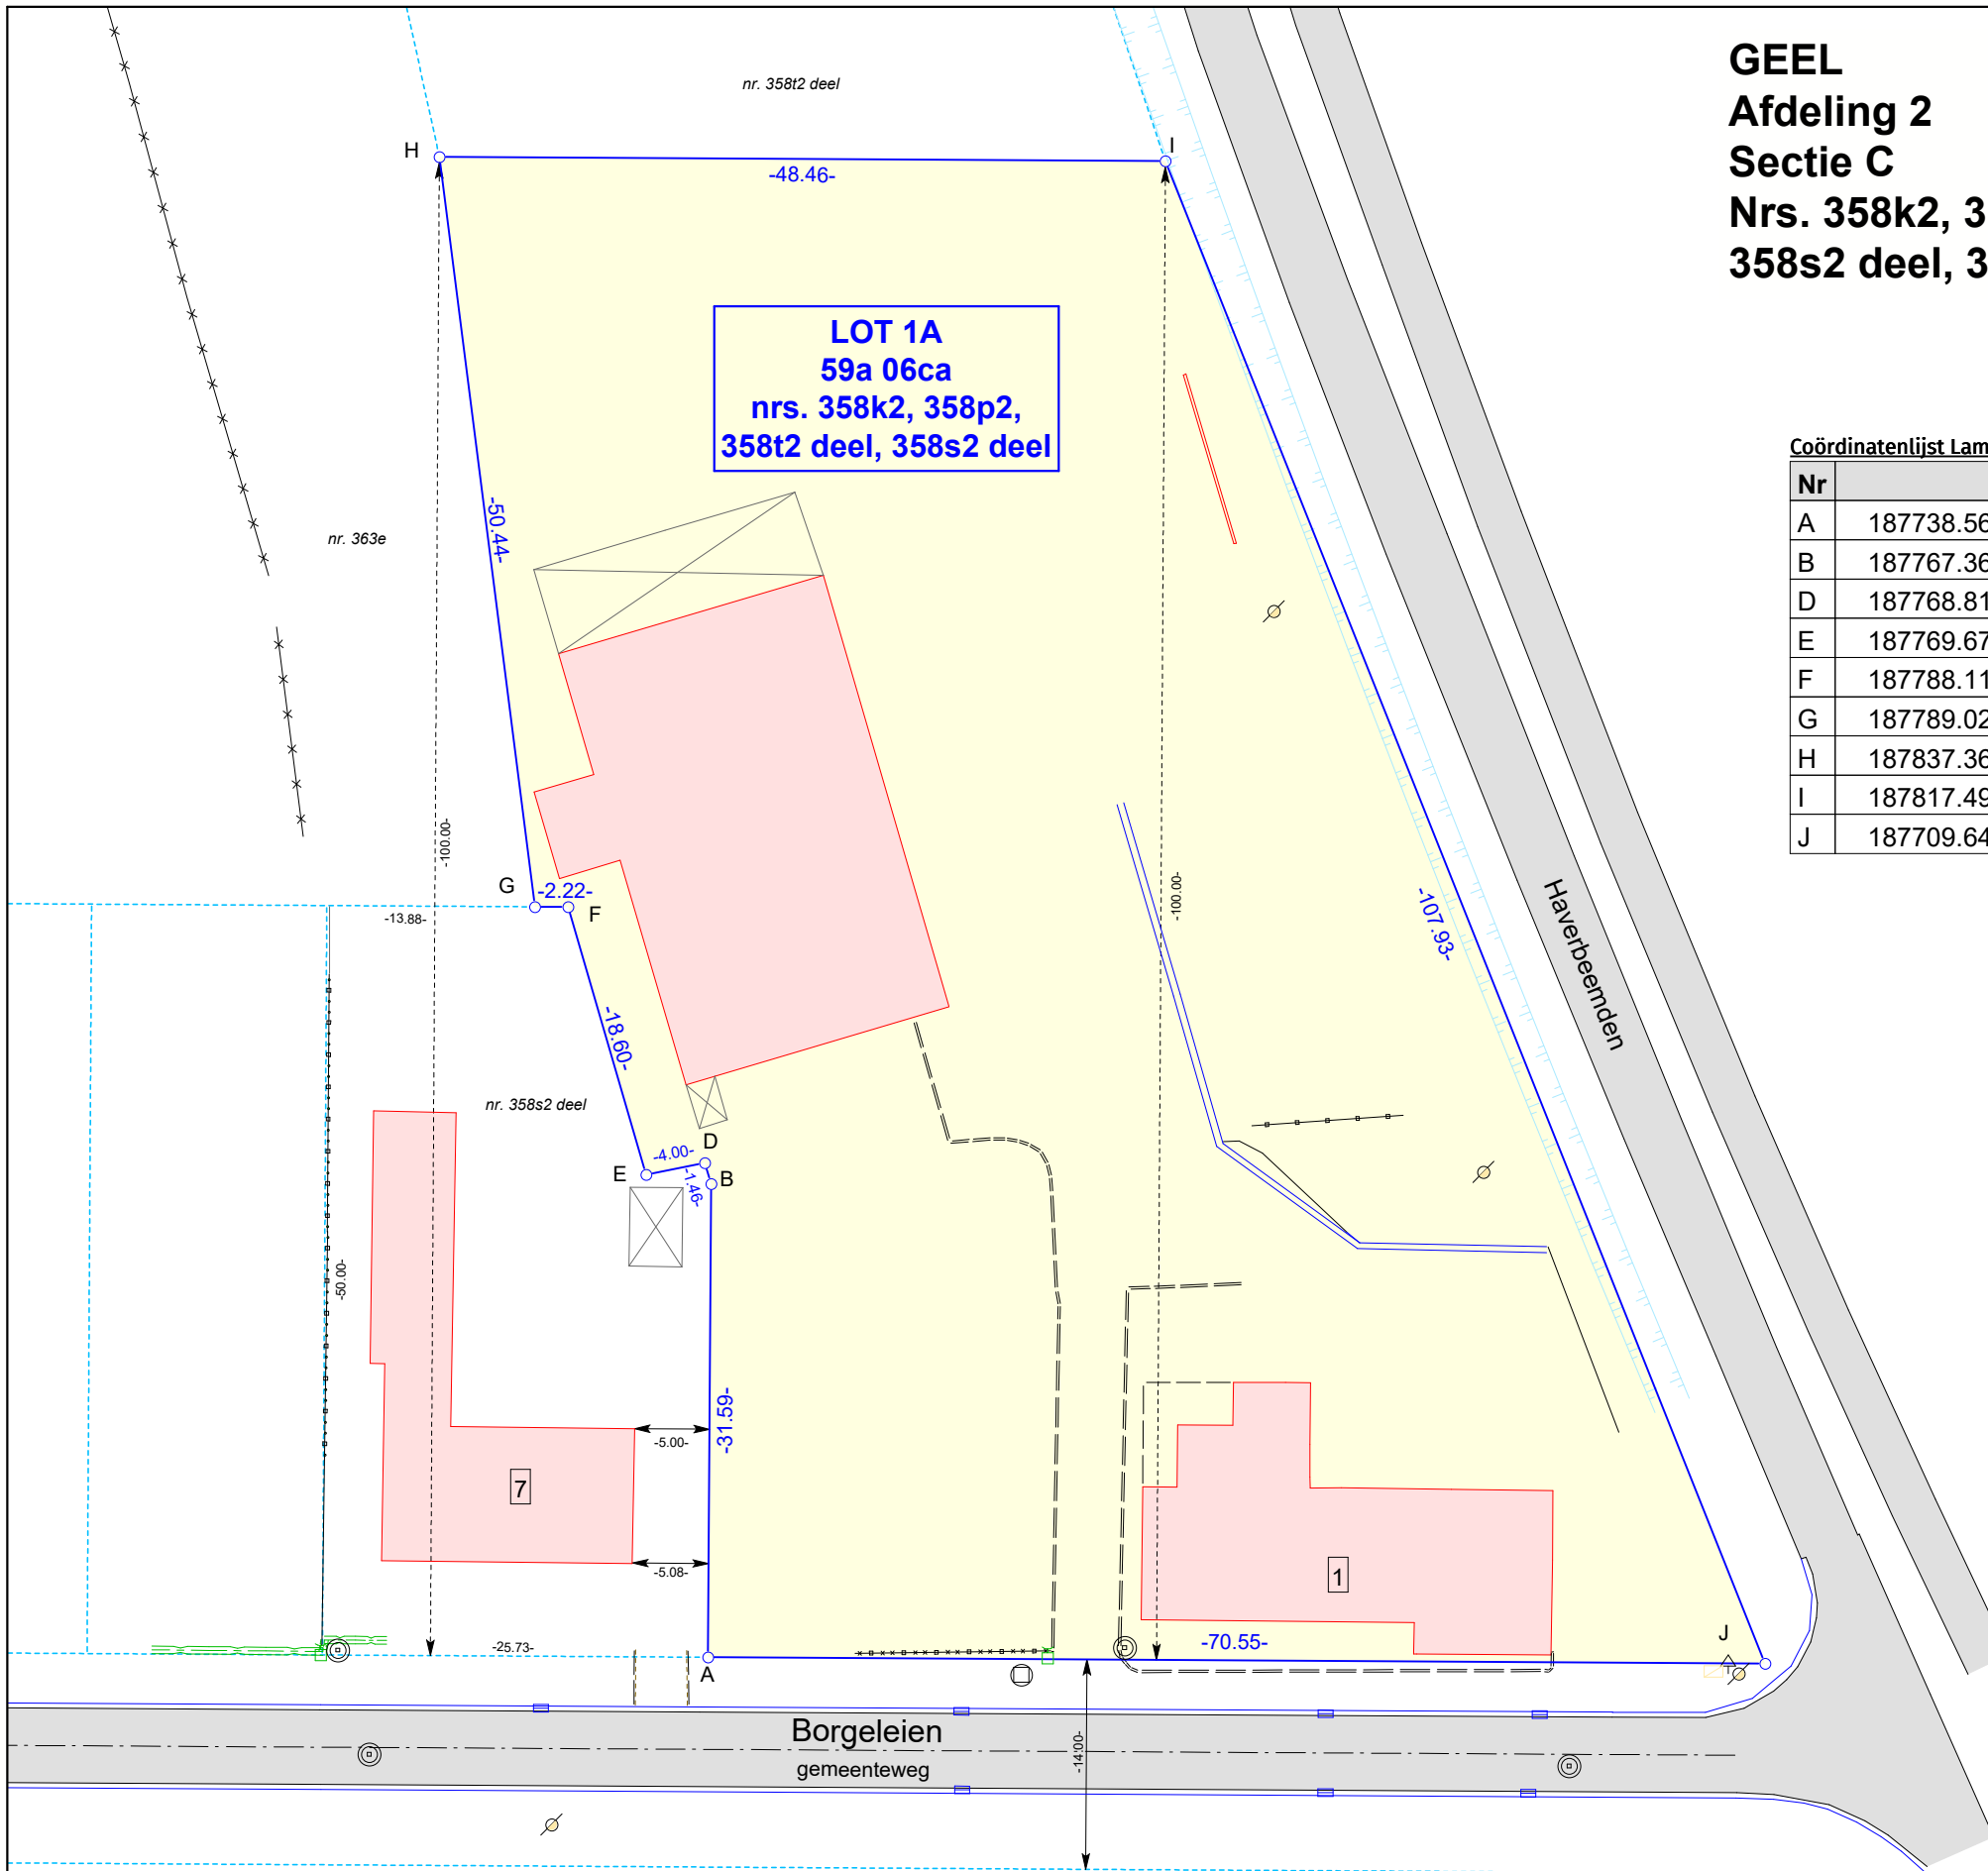 GEEL
Afdeling 2
Sectie C
Nrs. 358k2, 3
358s2 deel, 3
nr. 358t2 deel
H
I
-48.46-
LOT 1A
59a 06ca
nrs. 358k2, 358p2,
358t2 deel, 358s2 deel
Coördinatenlijst Lam
Nr
A 187738.56
B 187767.36
D 187768.81
E 187769.67
F 187788.11
G 187789.02
H 187837.36
I 187817.49
J 187709.64
-50.44-
nr. 363e
-100.00-
-100.00-
G
-2.22-
F
-13.88-
-107.93-
Haverbeemden
-18.60-
nr. 358s2 deel
D
-4.00-
E
-1.46-
B
-50.00-
-31.59-
-5.00-
7
-5.08-
1
-25.73-
-70.55-
J
A
Borgeleien
gemeenteweg
-14.00-